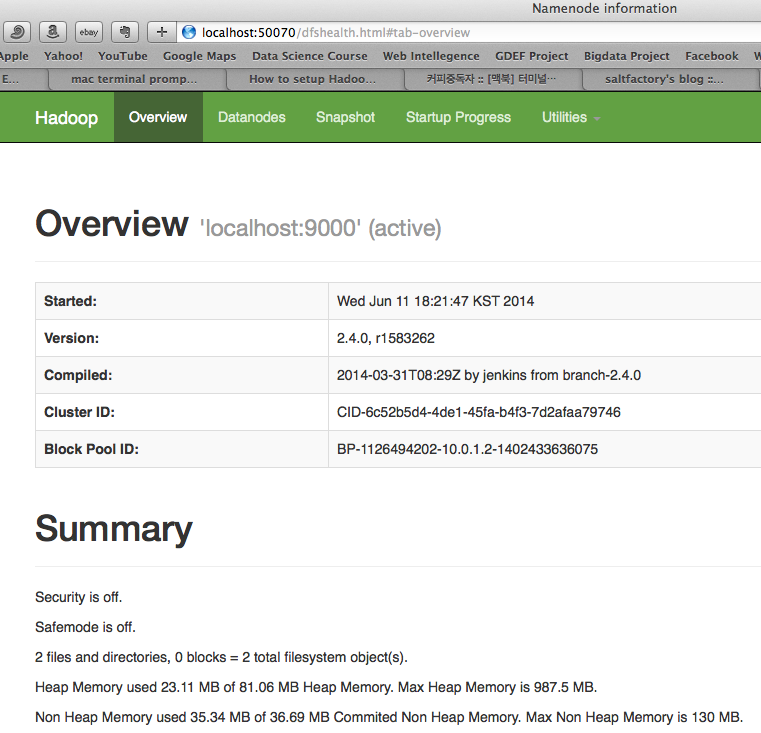 Namenode information
ebay
localhost:50070/dfshealth.html#tab-overview
Apple Yahoo! YouTube Google Maps Data Science Course Web Intellegence GDEF Project Bigdata Project Facebook W
E... mac terminal promp... How to setup Hadoo... 커피중독자 :: [맥북] 터미널… saltfactory's blog ::...
Hadoop Overview Datanodes Snapshot Startup Progress Utilities
Overview 'localhost:9000' (active)
Started: Wed Jun 11 18:21:47 KST 2014
Version: 2.4.0, r1583262
Compiled: 2014-03-31T08:29Z by jenkins from branch-2.4.0
Cluster ID: CID-6c52b5d4-4de1-45fa-b4f3-7d2afaa79746
Block Pool ID: BP-1126494202-10.0.1.2-1402433636075
Summary
Security is off.
Safemode is off.
2 files and directories, 0 blocks = 2 total filesystem object(s).
Heap Memory used 23.11 MB of 81.06 MB Heap Memory. Max Heap Memory is 987.5 MB.
Non Heap Memory used 35.34 MB of 36.69 MB Commited Non Heap Memory. Max Non Heap Memory is 130 MB.